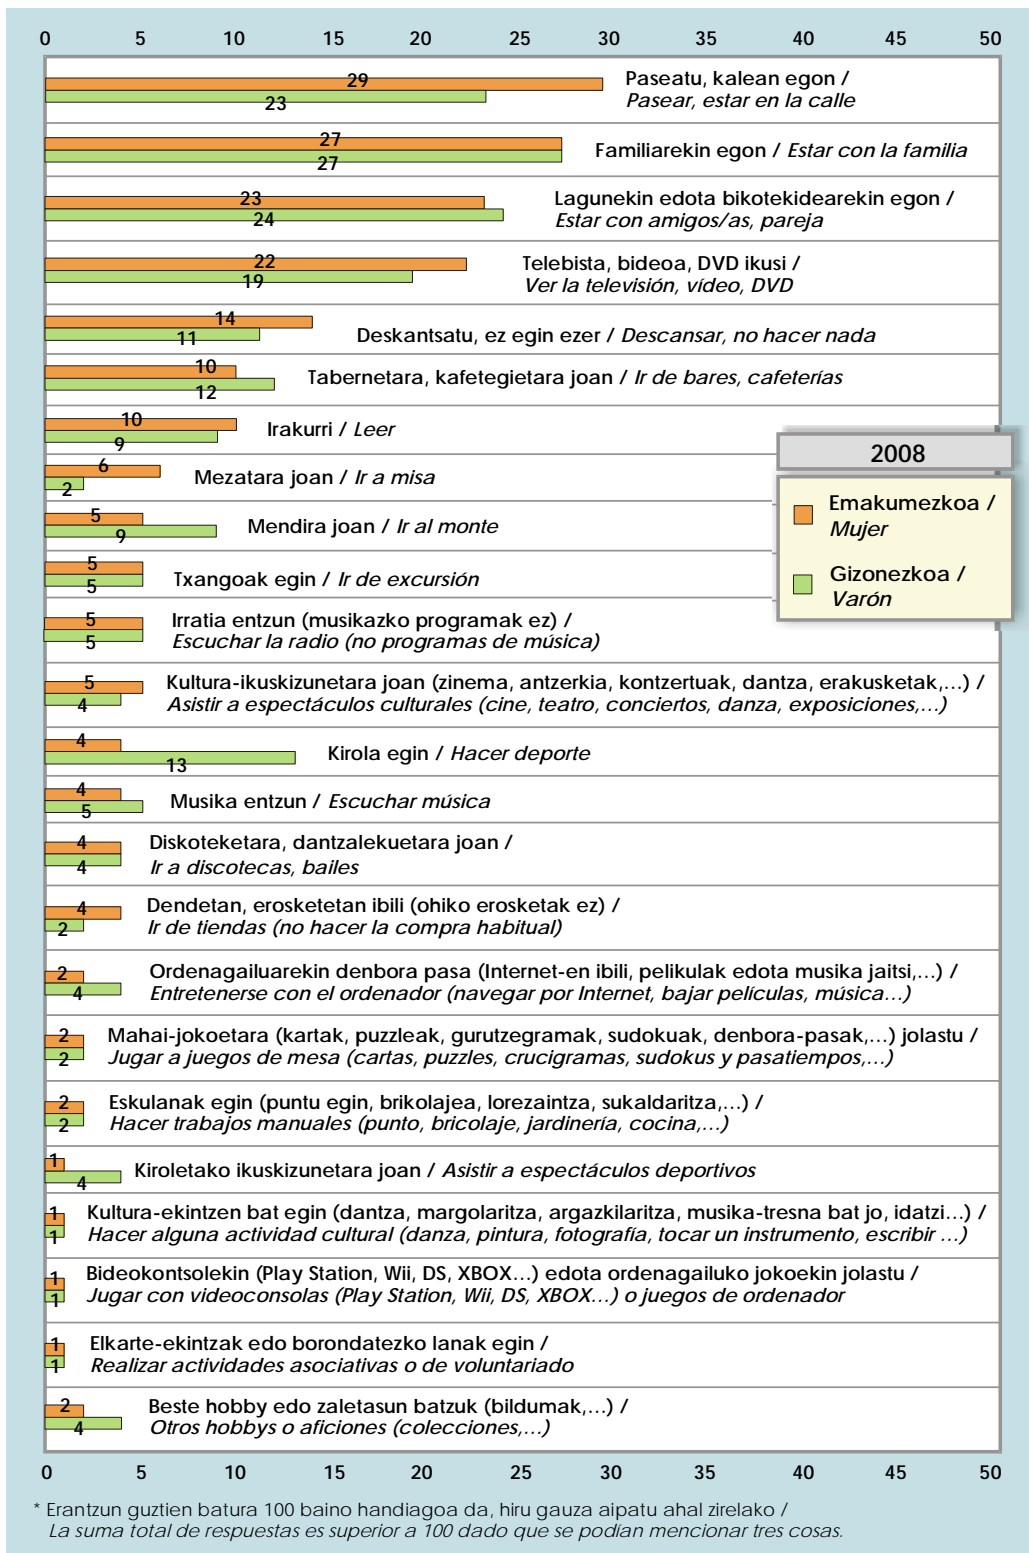 0 5 10 15 20 25 30 35 40 45 50
29
23
Paseatu, kalean egon /
Pasear, estar en la calle
27
27
Familiarekin egon / Estar con la familia
23
24
Lagunekin edota bikotekidearekin egon /
Estar con amigos/as, pareja
22
19
Telebista, bideoa, DVD ikusi /
Ver la televisión, vídeo, DVD
14
11
Deskantsatu, ez egin ezer / Descansar, no hacer nada
10
12
Tabernetara, kafetegietara joan / Ir de bares, cafeterías
10
9
Irakurri / Leer
6
2
Mezatara joan / Ir a misa
5
9
Mendira joan / Ir al monte
5
5
Txangoak egin / Ir de excursión
5
5
Irratia entzun (musikazko programak ez) /
Escuchar la radio (no programas de música)
5
4
Kultura-ikuskizunetara joan (zinema, antzerkia, kontzertuak, dantza, erakusketak,...) /
Asistir a espectáculos culturales (cine, teatro, conciertos, danza, exposiciones,...)
4
13
Kirola egin / Hacer deporte
4
5
Musika entzun / Escuchar música
4
4
Diskoteketara, dantzalekuetara joan /
Ir a discotecas, bailes
4
2
Dendetan, erosketetan ibili (ohiko erosketak ez) /
Ir de tiendas (no hacer la compra habitual)
2
4
Ordenagailuarekin denbora pasa (Internet-en ibili, pelikulak edota musika jaitsi,...) /
Entretenerse con el ordenador (navegar por Internet, bajar películas, música...)
2
2
Mahai-jokoetara (kartak, puzzleak, gurutzegramak, sudokuak, denbora-pasak,...) jolastu /
Jugar a juegos de mesa (cartas, puzzles, crucigramas, sudokus y pasatiempos,...)
2
2
Eskulanak egin (puntu egin, brikolajea, lorezaintza, sukaldaritza,...) /
Hacer trabajos manuales (punto, bricolaje, jardinería, cocina,...)
1
4
Kiroletako ikuskizunetara joan / Asistir a espectáculos deportivos
1
1
Kultura-ekintzen bat egin (dantza, margolaritza, argazkilaritza, musika-tresna bat jo, idatzi...) /
Hacer alguna actividad cultural (danza, pintura, fotografía, tocar un instrumento, escribir ...)
1
1
Bideokontsolekin (Play Station, Wii, DS, XBOX...) edota ordenagailuko jokoekin jolastu /
Jugar con videoconsolas (Play Station, Wii, DS, XBOX...) o juegos de ordenador
1
1
Elkarte-ekintzak edo borondatezko lanak egin /
Realizar actividades asociativas o de voluntariado
2
4
Beste hobby edo zaletasun batzuk (bildumak,...) /
Otros hobbys o aficiones (colecciones,...)
2008
Emakumezkoa /
Mujer
Gizonezkoa /
Varón
0 5 10 15 20 25 30 35 40 45 50
* Erantzun guztien batura 100 baino handiagoa da, hiru gauza aipatu ahal zirelako /
La suma total de respuestas es superior a 100 dado que se podían mencionar tres cosas.